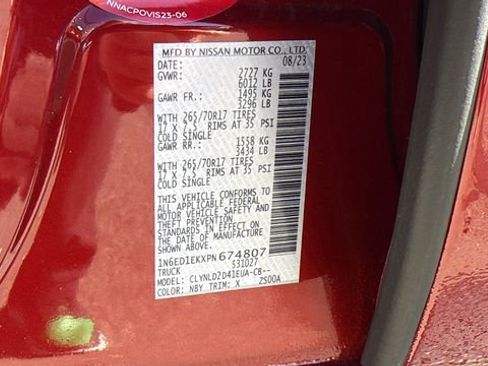 NNACPOVIS23-06
MFD BY NISSAN MOTOR CO., LTD.
DATE: 08/23
GVWR: 2727 KG
6012 LB
GAWR FR.: 1495 KG
3296 LB
WITH 265/70R17 TIRES
17 X 7.5 RIMS AT 35 PSI
COLD SINGLE
GAWR RR.: 1558 KG
3434 LB
WITH 265/70R17 TIRES
17 X 7.5 RIMS AT 35 PSI
COLD SINGLE
THIS VEHICLE CONFORMS TO
ALL APPLICABLE FEDERAL
MOTOR VEHICLE SAFETY AND
THEFT PREVENTION
STANDARDS IN EFFECT ON
THE DATE OF MANUFACTURE
SHOWN ABOVE.
1N6ED1EKXPN674807
TRUCK 531027
MODEL: CLYNLD2D41EUA-CB--
COLOR: NBY TRIM: X ZS00A